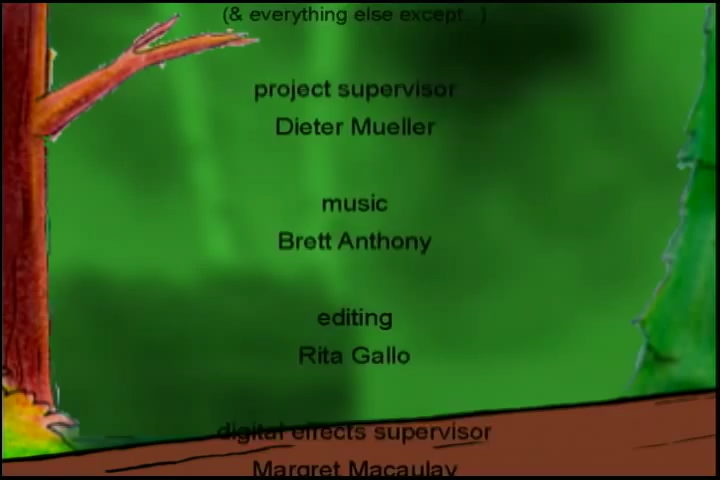 (& everything else except...)
project supervisor
Dieter Mueller
music
Brett Anthony
editing
Rita Gallo
digital effects supervisor
Margret Macaulay